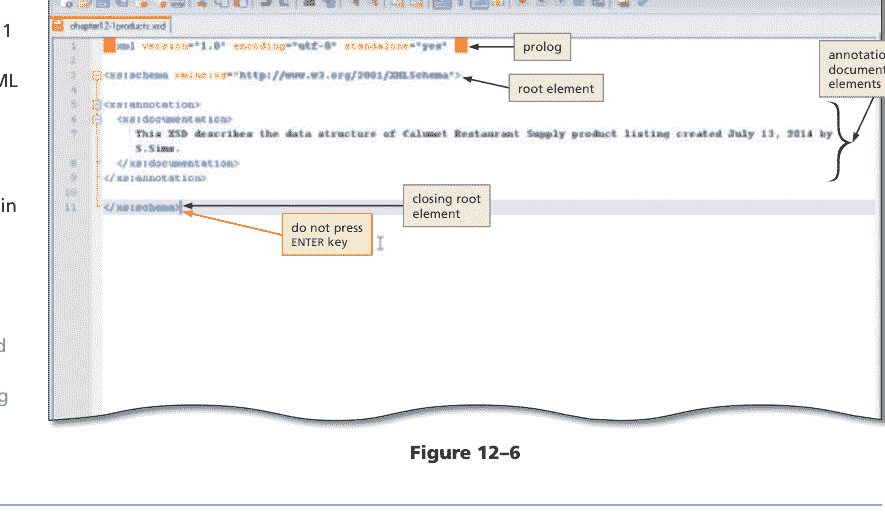 1
ML
in
d
g
chapter12-1products.xsd
1 <?xml version="1.0" encoding="utf-8" standalone="yes" ?>
prolog
2
3 <xs:schema xmlns:xs="http://www.w3.org/2001/XMLSchema">
root element
annotatio
document
elements
4
5 <xs:annotation>
6 <xs:documentation>
7 This XSD describes the data structure of Calumet Restaurant Supply product listing created July 13, 2014 by
S.Sims.
8 </xs:documentation>
9 </xs:annotation>
10
11 </xs:schema>
closing root
element
do not press
ENTER key
Figure 12–6